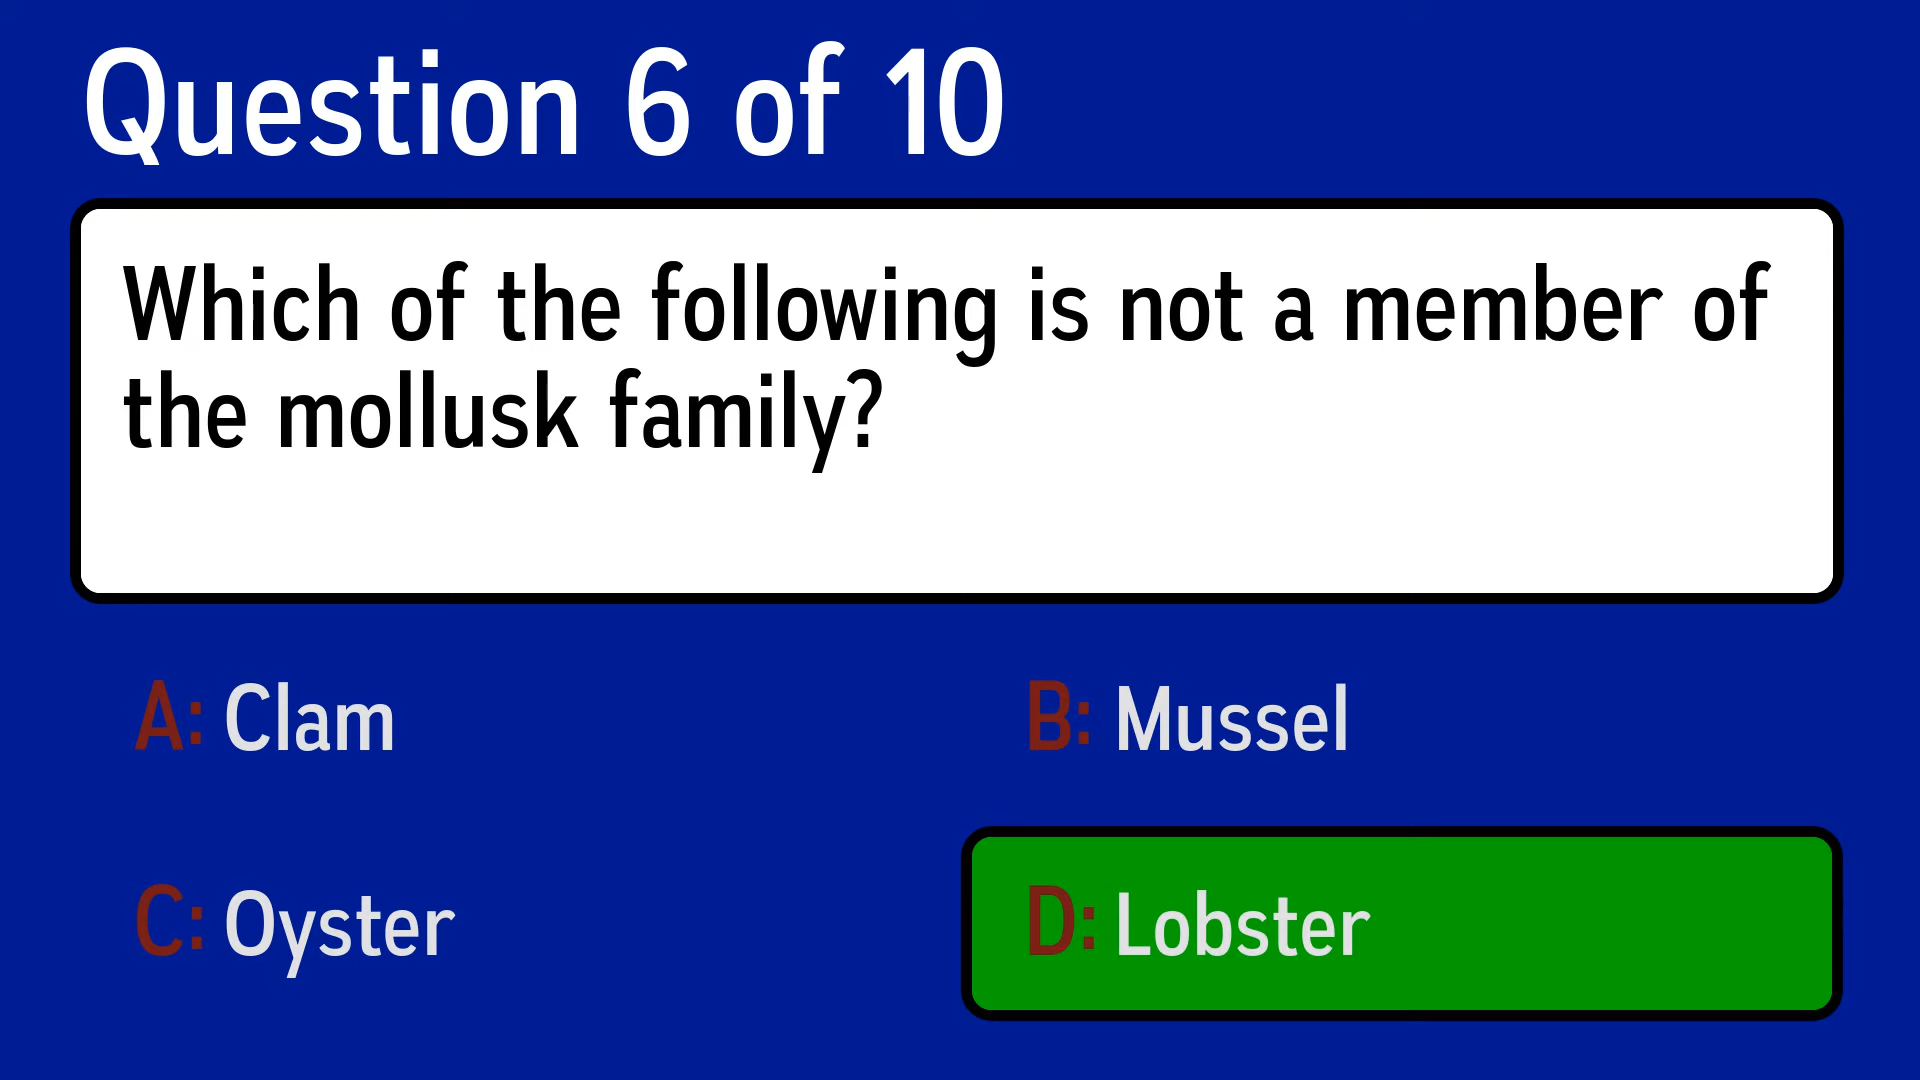 Question 6 of 10
Which of the following is not a member of
the mollusk family?
A: Clam
B: Mussel
C: Oyster
D: Lobster